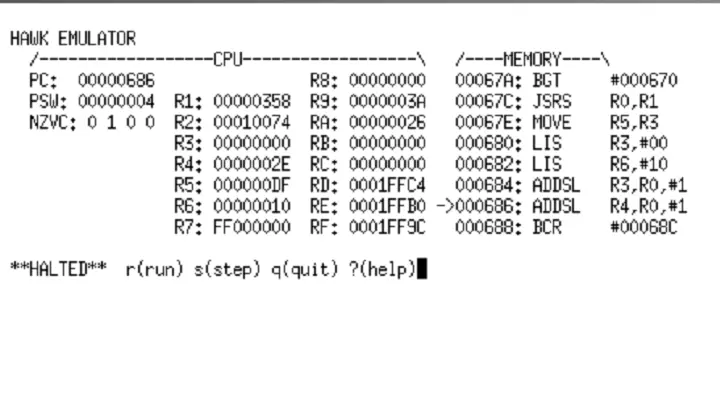 HAWK EMULATOR
/------------------CPU------------------\   /----MEMORY----\
PC:  00000686                R8: 00000000   00067A: BGT     #000670
PSW: 00000004  R1: 00000358  R9: 0000003A   00067C: JSRS    R0,R1
NZVC: 0 1 0 0  R2: 00010074  RA: 00000026   00067E: MOVE    R5,R3
R3: 00000000  RB: 00000000   000680: LIS     R3,#00
R4: 0000002E  RC: 00000000   000682: LIS     R6,#10
R5: 000000DF  RD: 0001FFC4   000684: ADDSL   R3,R0,#1
R6: 00000010  RE: 0001FFB0 ->000686: ADDSL   R4,R0,#1
R7: FF000000  RF: 0001FF9C   000688: BCR     #00068C
**HALTED**  r(run) s(step) q(quit) ?(help)